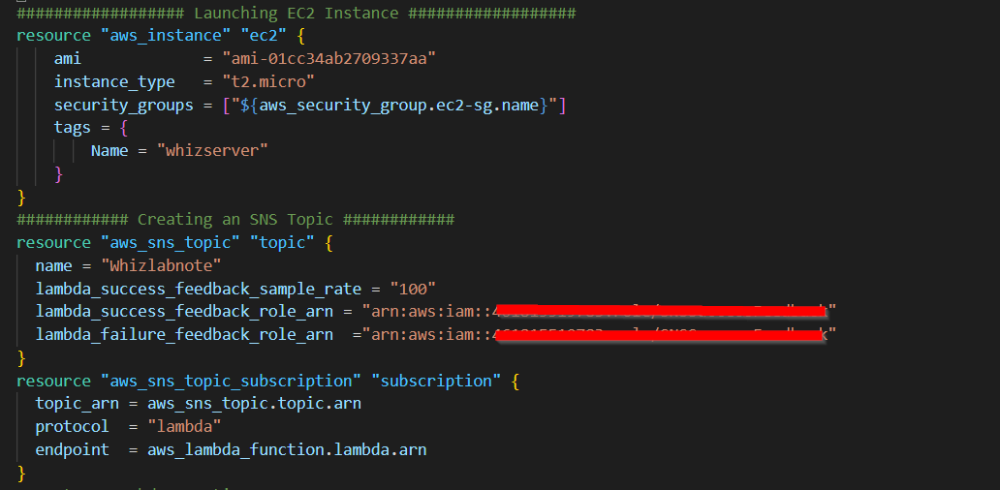 ################## Launching EC2 Instance ##################
resource "aws_instance" "ec2" {
ami = "ami-01cc34ab2709337aa"
instance_type = "t2.micro"
security_groups = ["${aws_security_group.ec2-sg.name}"]
tags = {
Name = "whizserver"
}
}
############ Creating an SNS Topic ############
resource "aws_sns_topic" "topic" {
name = "Whizlabnote"
lambda_success_feedback_sample_rate = "100"
lambda_success_feedback_role_arn = "arn:aws:iam::
lambda_failure_feedback_role_arn ="arn:aws:iam::
}
resource "aws_sns_topic_subscription" "subscription" {
topic_arn = aws_sns_topic.topic.arn
protocol = "lambda"
endpoint = aws_lambda_function.lambda.arn
}